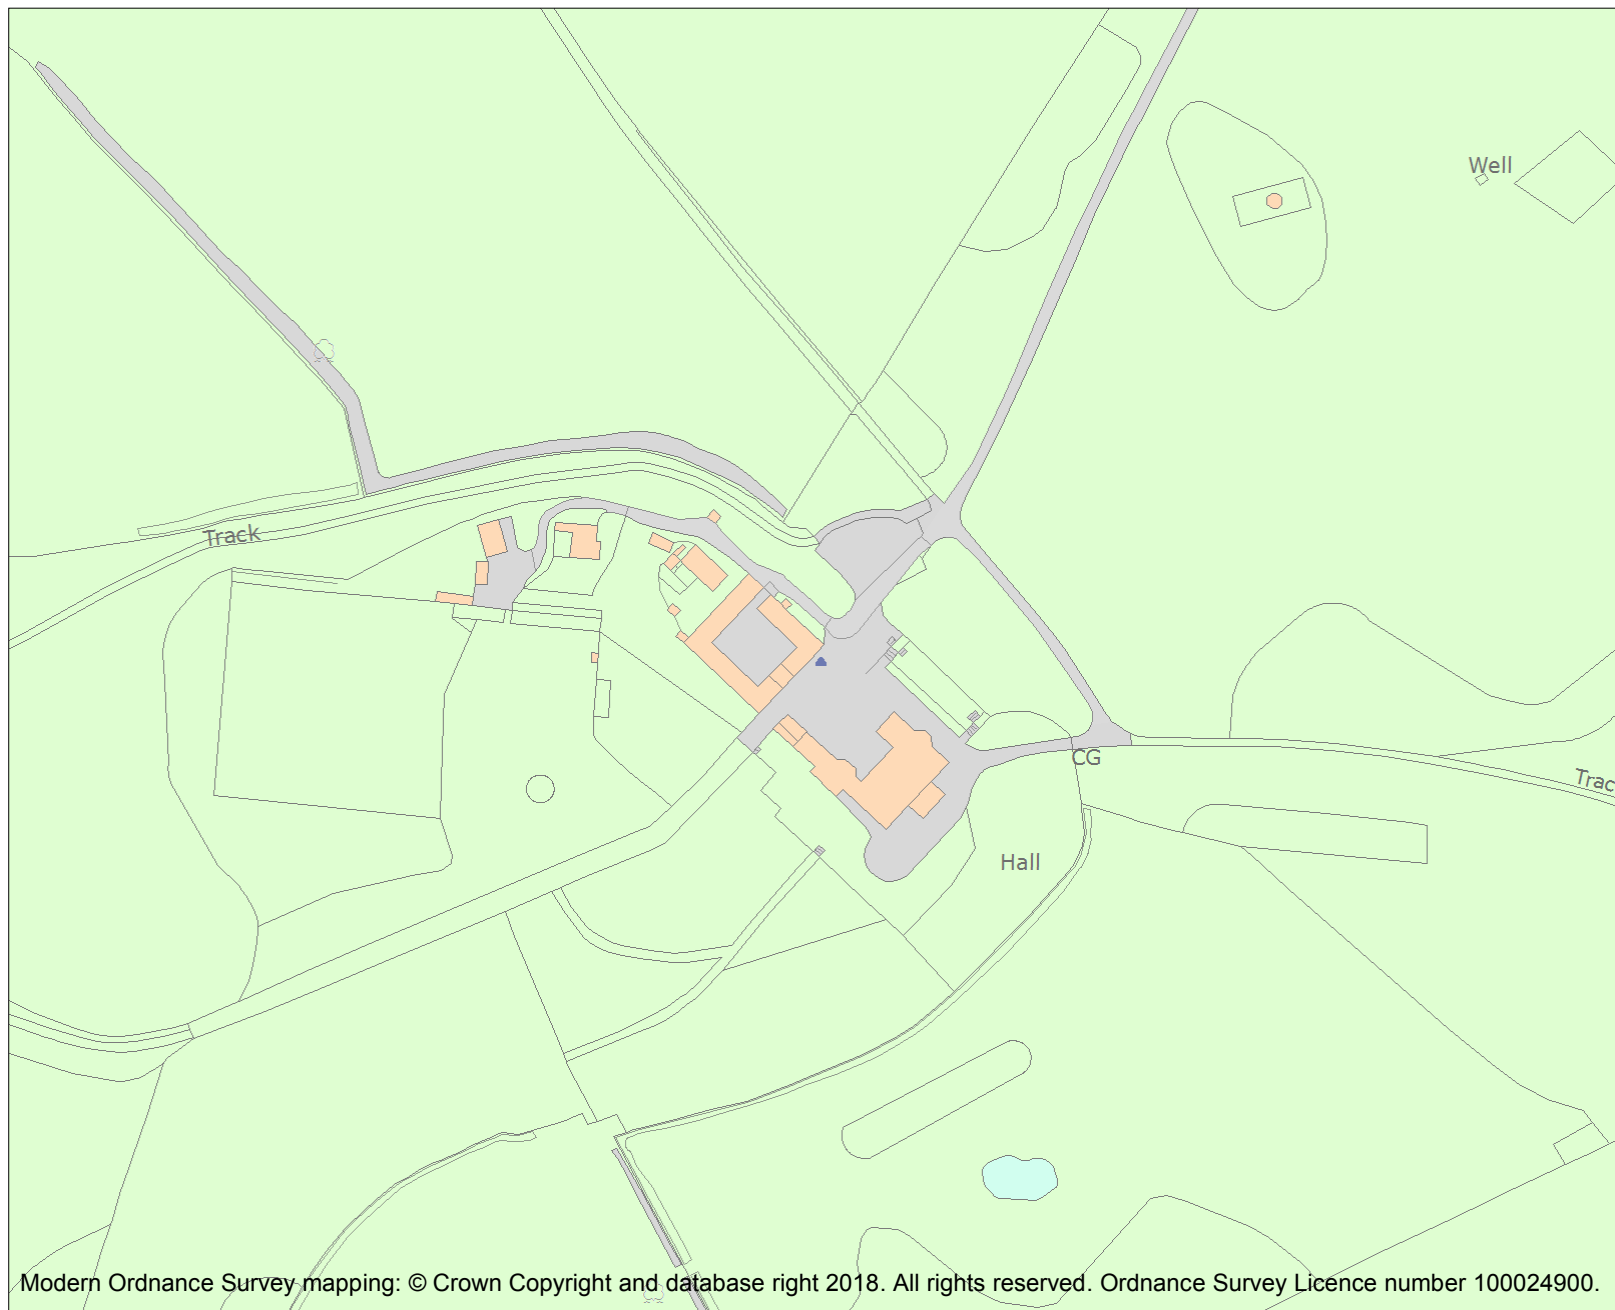 Well
Track
CG
Trac
Hall
Modern Ordnance Survey mapping: © Crown Copyright and database right 2018. All rights reserved. Ordnance Survey Licence number 100024900.